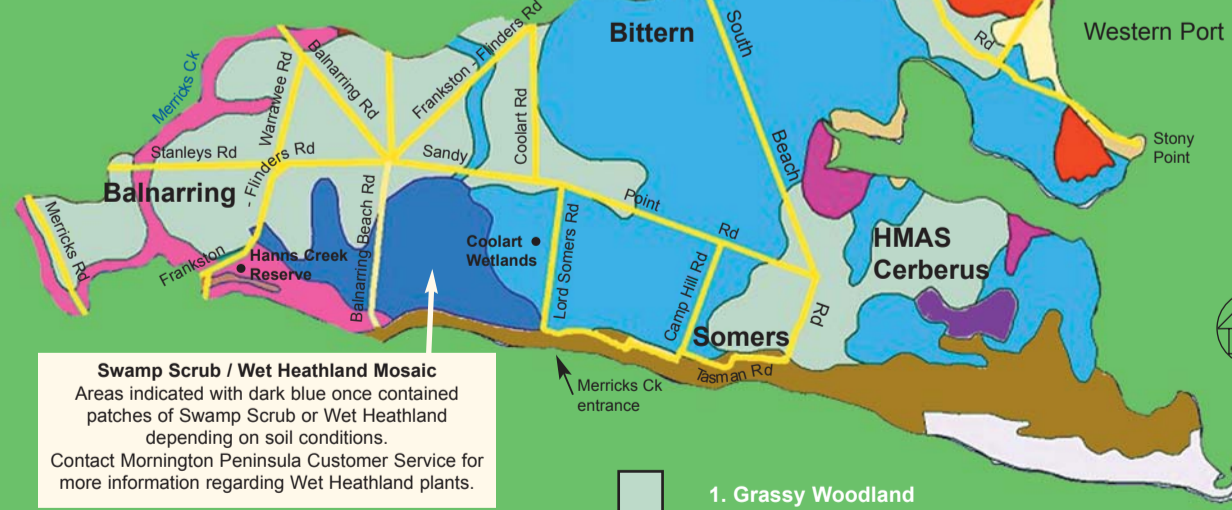 Bittern
Western Port
South
Rd
Merricks Ck
Warrawee Rd
Balnarring Rd
Frankston - Flinders Rd
Coolart Rd
Beach
Stony
Point
Stanleys Rd
Sandy
Balnarring
- Flinders Rd
Point
Rd
Merricks Rd
Frankston
Hanns Creek
Reserve
Balnarring Beach Rd
Coolart
Wetlands
Lord Somers Rd
Camp Hill Rd
HMAS
Cerberus
Rd
Somers
Tasman Rd
Merricks Ck
entrance
Swamp Scrub / Wet Heathland Mosaic
Areas indicated with dark blue once contained
patches of Swamp Scrub or Wet Heathland
depending on soil conditions.
Contact Mornington Peninsula Customer Service for
more information regarding Wet Heathland plants.
1. Grassy Woodland